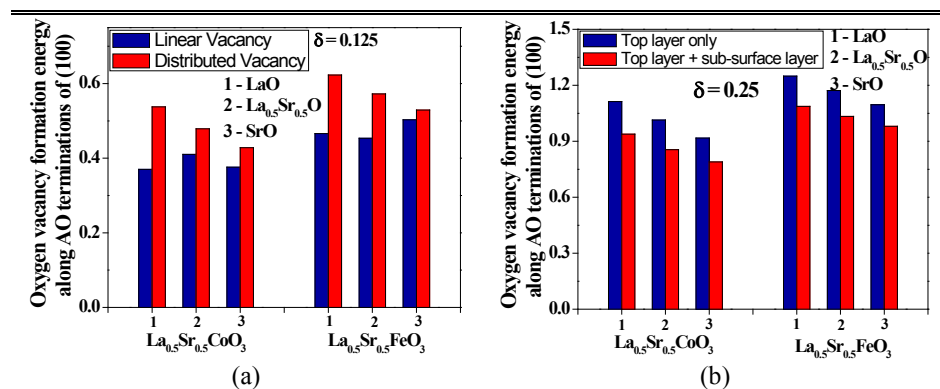 Oxygen vacancy formation energy
along AO terminations of (100)
0.6
0.4
0.2
0.0
Linear Vacancy
Distributed Vacancy
δ = 0.125
1 - LaO
2 - La0.5Sr0.5O
3 - SrO
1 2 3 1 2 3
La0.5Sr0.5CoO3 La0.5Sr0.5FeO3
(a)
Oxygen vacancy formation energy
along AO terminations of (100)
1.5
1.2
0.9
0.6
0.3
0.0
Top layer only
Top layer + sub-surface layer
1 - LaO
2 - La0.5Sr0.5O
3 - SrO
δ = 0.25
1 2 3 1 2 3
La0.5Sr0.5CoO3 La0.5Sr0.5FeO3
(b)